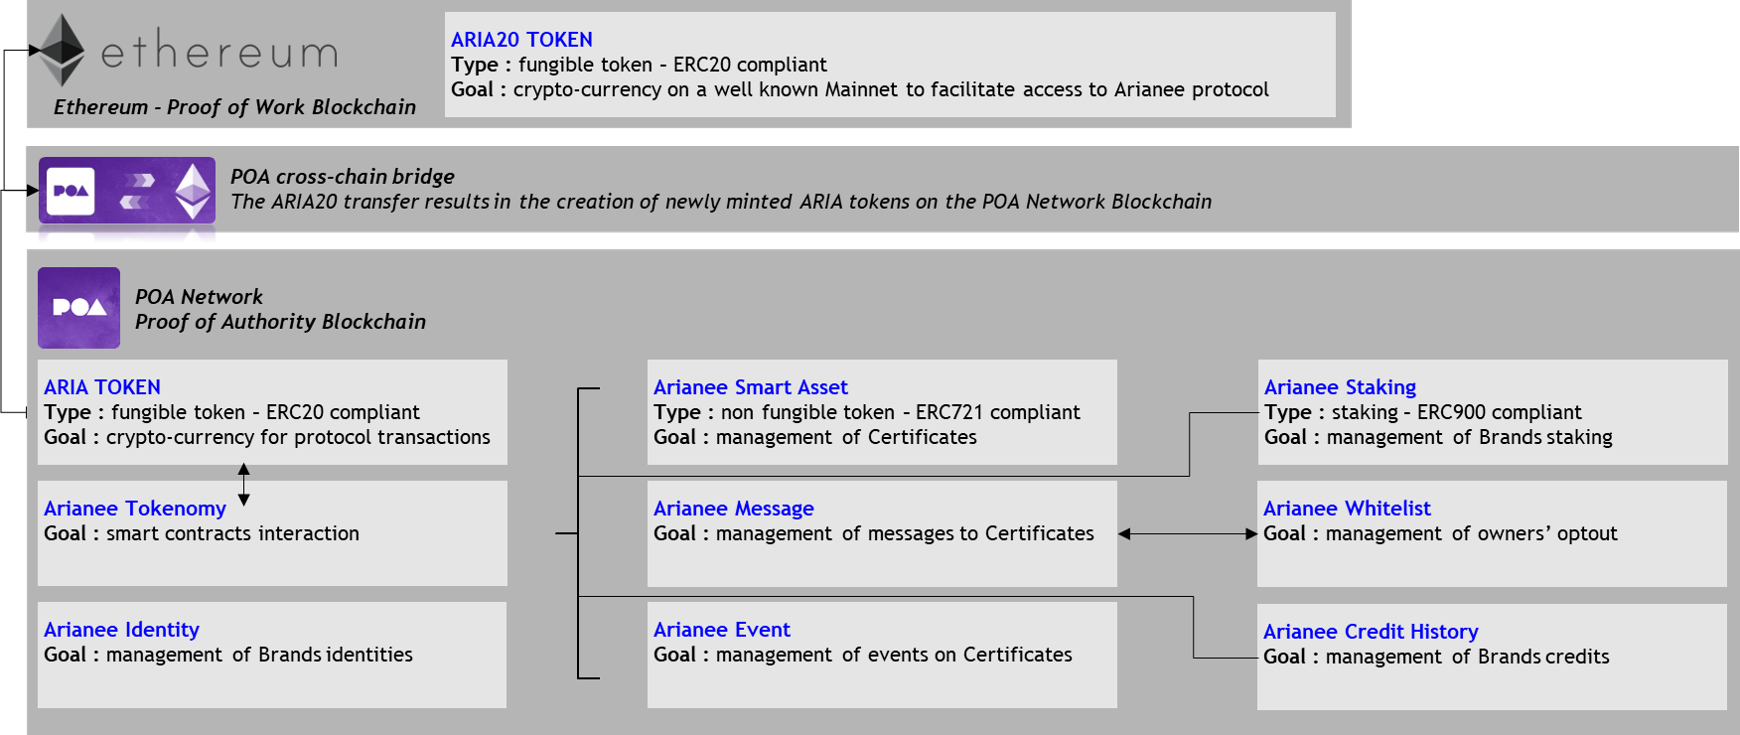 ethereum
Ethereum - Proof of Work Blockchain
ARIA20 TOKEN
Type : fungible token – ERC20 compliant
Goal : crypto-currency on a well known Mainnet to facilitate access to Arianee protocol
POA
POA cross-chain bridge
The ARIA20 transfer results in the creation of newly minted ARIA tokens on the POA Network Blockchain
POA
POA Network
Proof of Authority Blockchain
ARIA TOKEN
Type : fungible token – ERC20 compliant
Goal : crypto-currency for protocol transactions
Arianee Tokenomy
Goal : smart contracts interaction
Arianee Identity
Goal : management of Brands identities
Arianee Smart Asset
Type : non fungible token – ERC721 compliant
Goal : management of Certificates
Arianee Message
Goal : management of messages to Certificates
Arianee Event
Goal : management of events on Certificates
Arianee Staking
Type : staking – ERC900 compliant
Goal : management of Brands staking
Arianee Whitelist
Goal : management of owners’ optout
Arianee Credit History
Goal : management of Brands credits